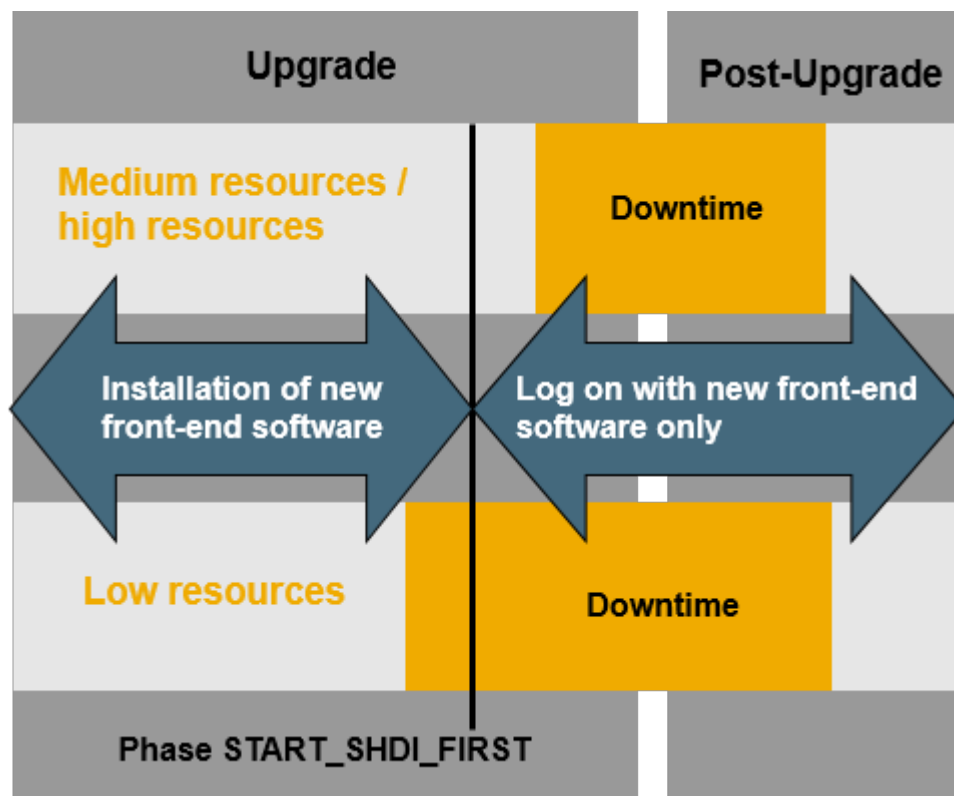 Upgrade
Post-Upgrade
Medium resources /
high resources
Downtime
Installation of new
front-end software
Log on with new front-end
software only
Low resources
Downtime
Phase START_SHDI_FIRST